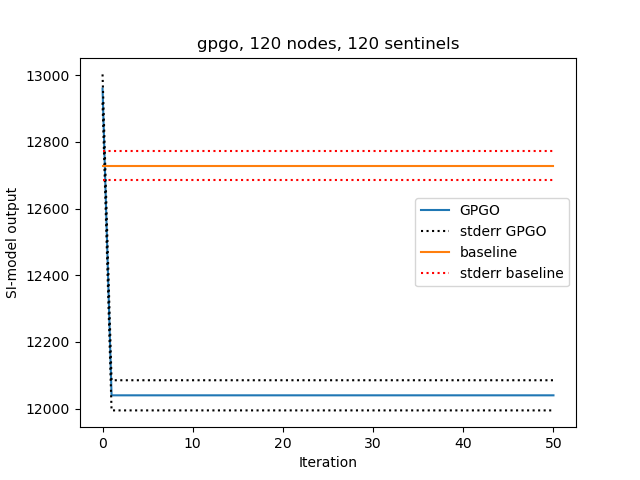 gpgo, 120 nodes, 120 sentinels
13000
12800
12600
12400
12200
12000
SI-model output
GPGO
stderr GPGO
baseline
stderr baseline
0
10
20
30
40
50
Iteration